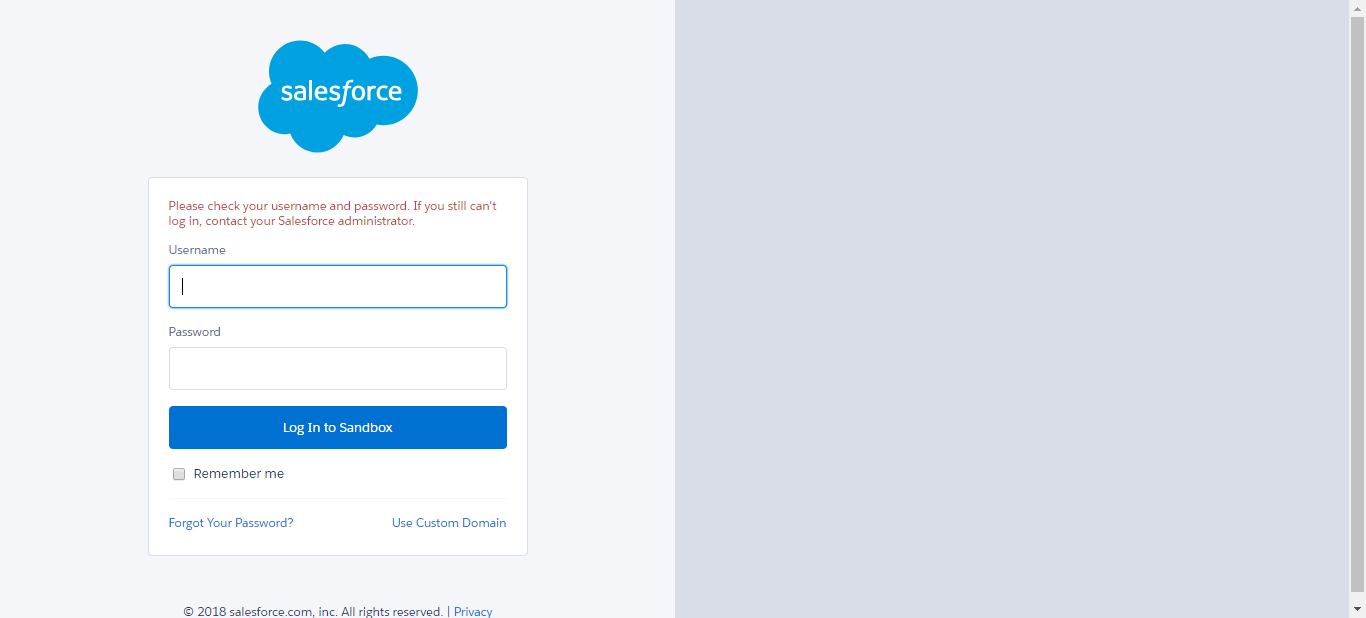 salesforce
Please check your username and password. If you still can't
log in, contact your Salesforce administrator.
Username
Password
Log In to Sandbox
Remember me
Forgot Your Password? Use Custom Domain
© 2018 salesforce.com, inc. All rights reserved. | Privacy